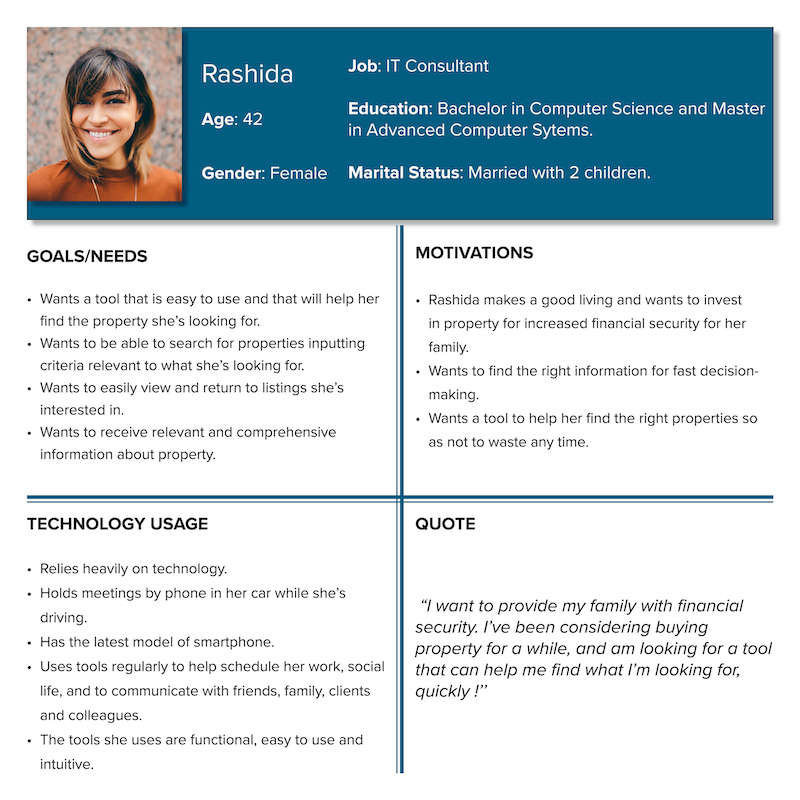 Rashida
Age: 42
Gender: Female
Job: IT Consultant
Education: Bachelor in Computer Science and Master
in Advanced Computer Sytems.
Marital Status: Married with 2 children.
GOALS/NEEDS
• Wants a tool that is easy to use and that will help her
find the property she’s looking for.
• Wants to be able to search for properties inputting
criteria relevant to what she’s looking for.
• Wants to easily view and return to listings she’s
interested in.
• Wants to receive relevant and comprehensive
information about property.
MOTIVATIONS
• Rashida makes a good living and wants to invest
in property for increased financial security for her
family.
• Wants to find the right information for fast decision-
making.
• Wants a tool to help her find the right properties so
as not to waste any time.
TECHNOLOGY USAGE
• Relies heavily on technology.
• Holds meetings by phone in her car while she’s
driving.
• Has the latest model of smartphone.
• Uses tools regularly to help schedule her work, social
life, and to communicate with friends, family, clients
and colleagues.
• The tools she uses are functional, easy to use and
intuitive.
QUOTE
“I want to provide my family with financial
security. I’ve been considering buying
property for a while, and am looking for a tool
that can help me find what I’m looking for,
quickly !’’